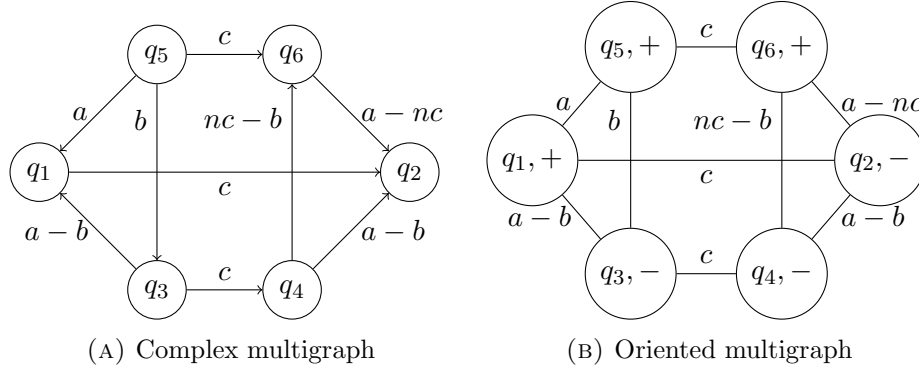 q5 c q6
a b nc − b a − nc
q1 c q2
a − b a − b
q3 c q4
(A) Complex multigraph
q5, + c q6, +
a b nc − b a − nc
q1, + c q2, −
a − b a − b
q3, − c q4, −
(B) Oriented multigraph